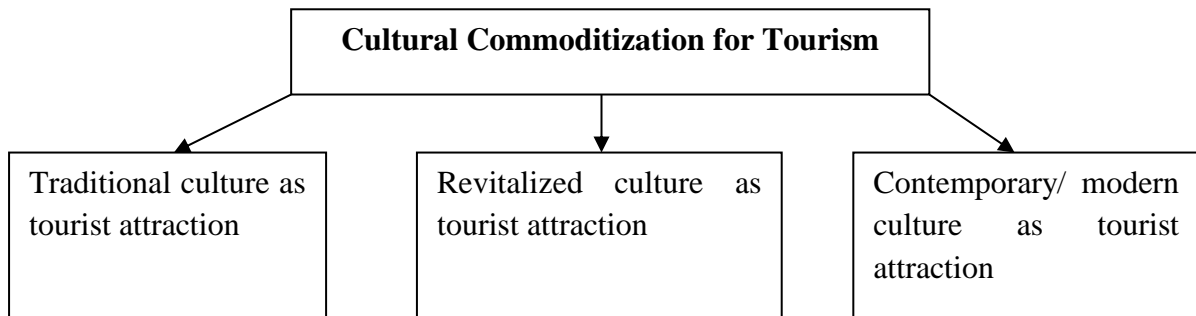 Cultural Commoditization for Tourism
Traditional culture as
tourist attraction
Revitalized culture as
tourist attraction
Contemporary/ modern
culture as tourist
attraction